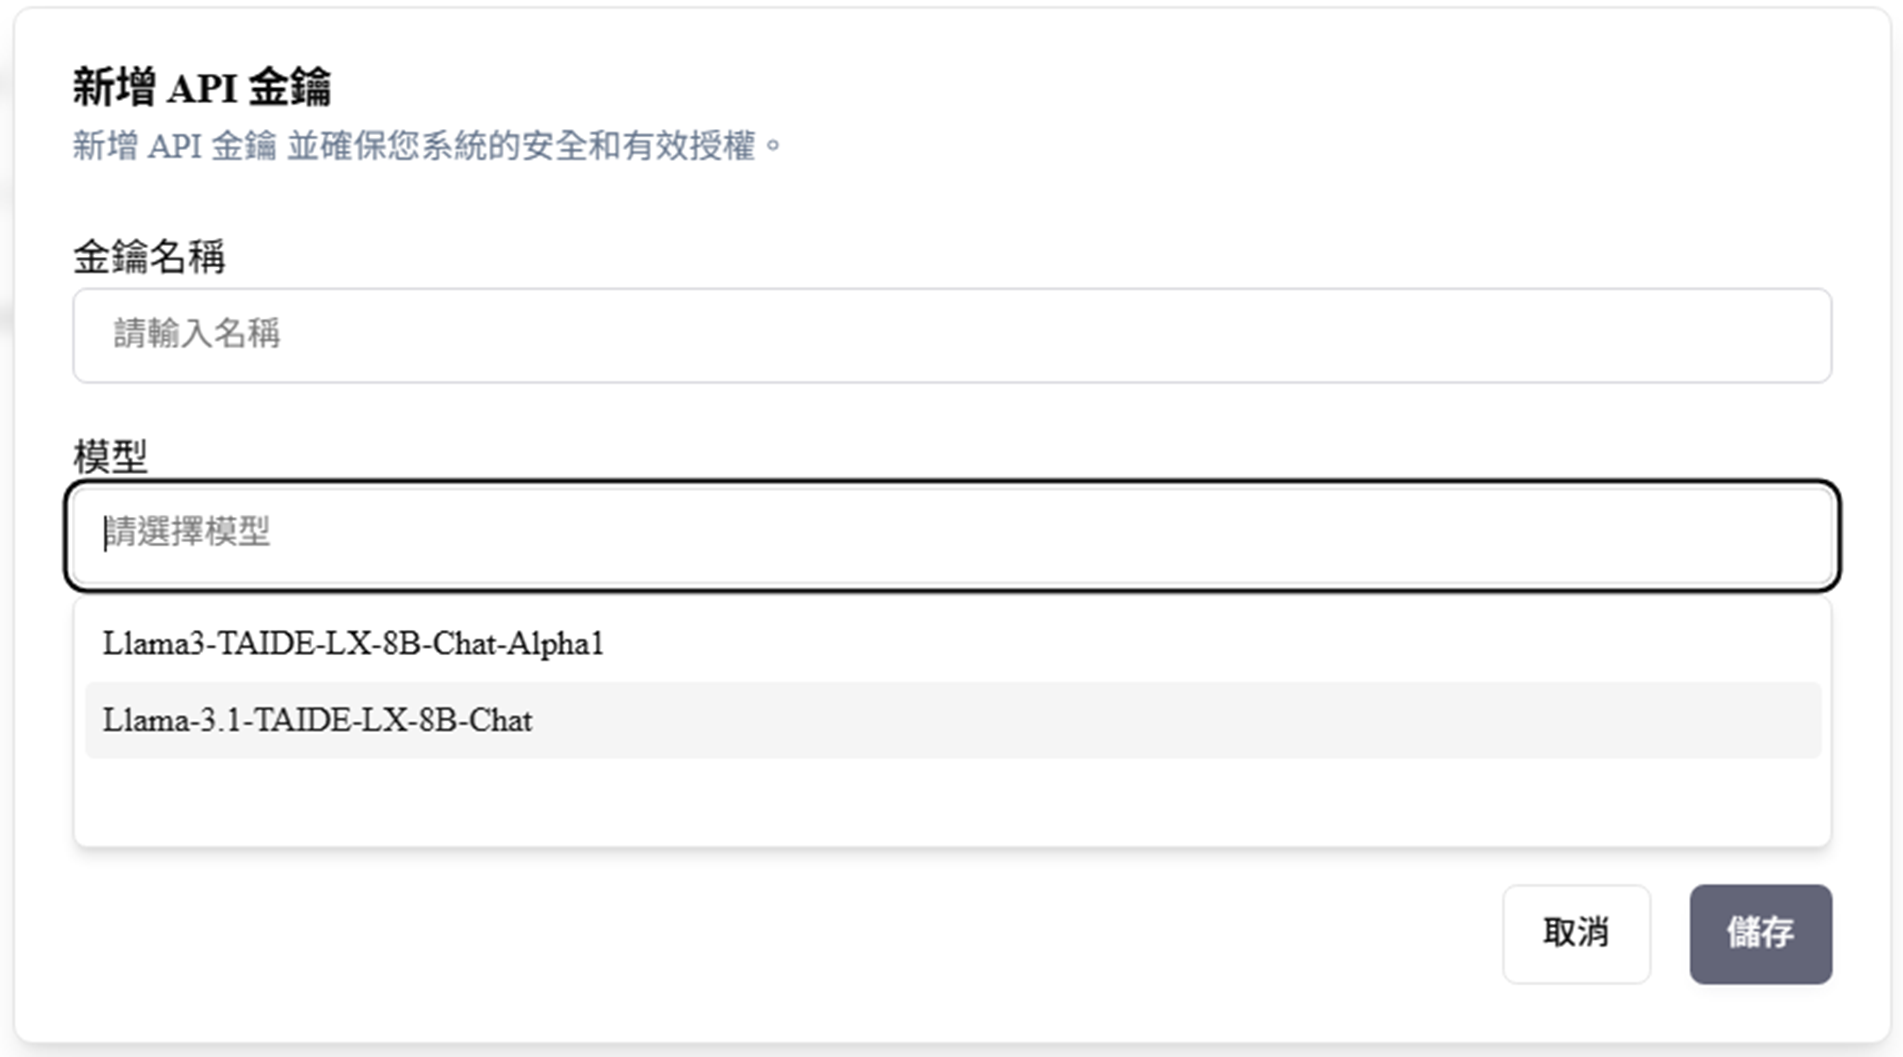 新增 API 金鑰
新增 API 金鑰 並確保您系統的安全和有效授權。
金鑰名稱
請輸入名稱
模型
請選擇模型
Llama3-TAIDE-LX-8B-Chat-Alpha1
Llama-3.1-TAIDE-LX-8B-Chat
取消
儲存